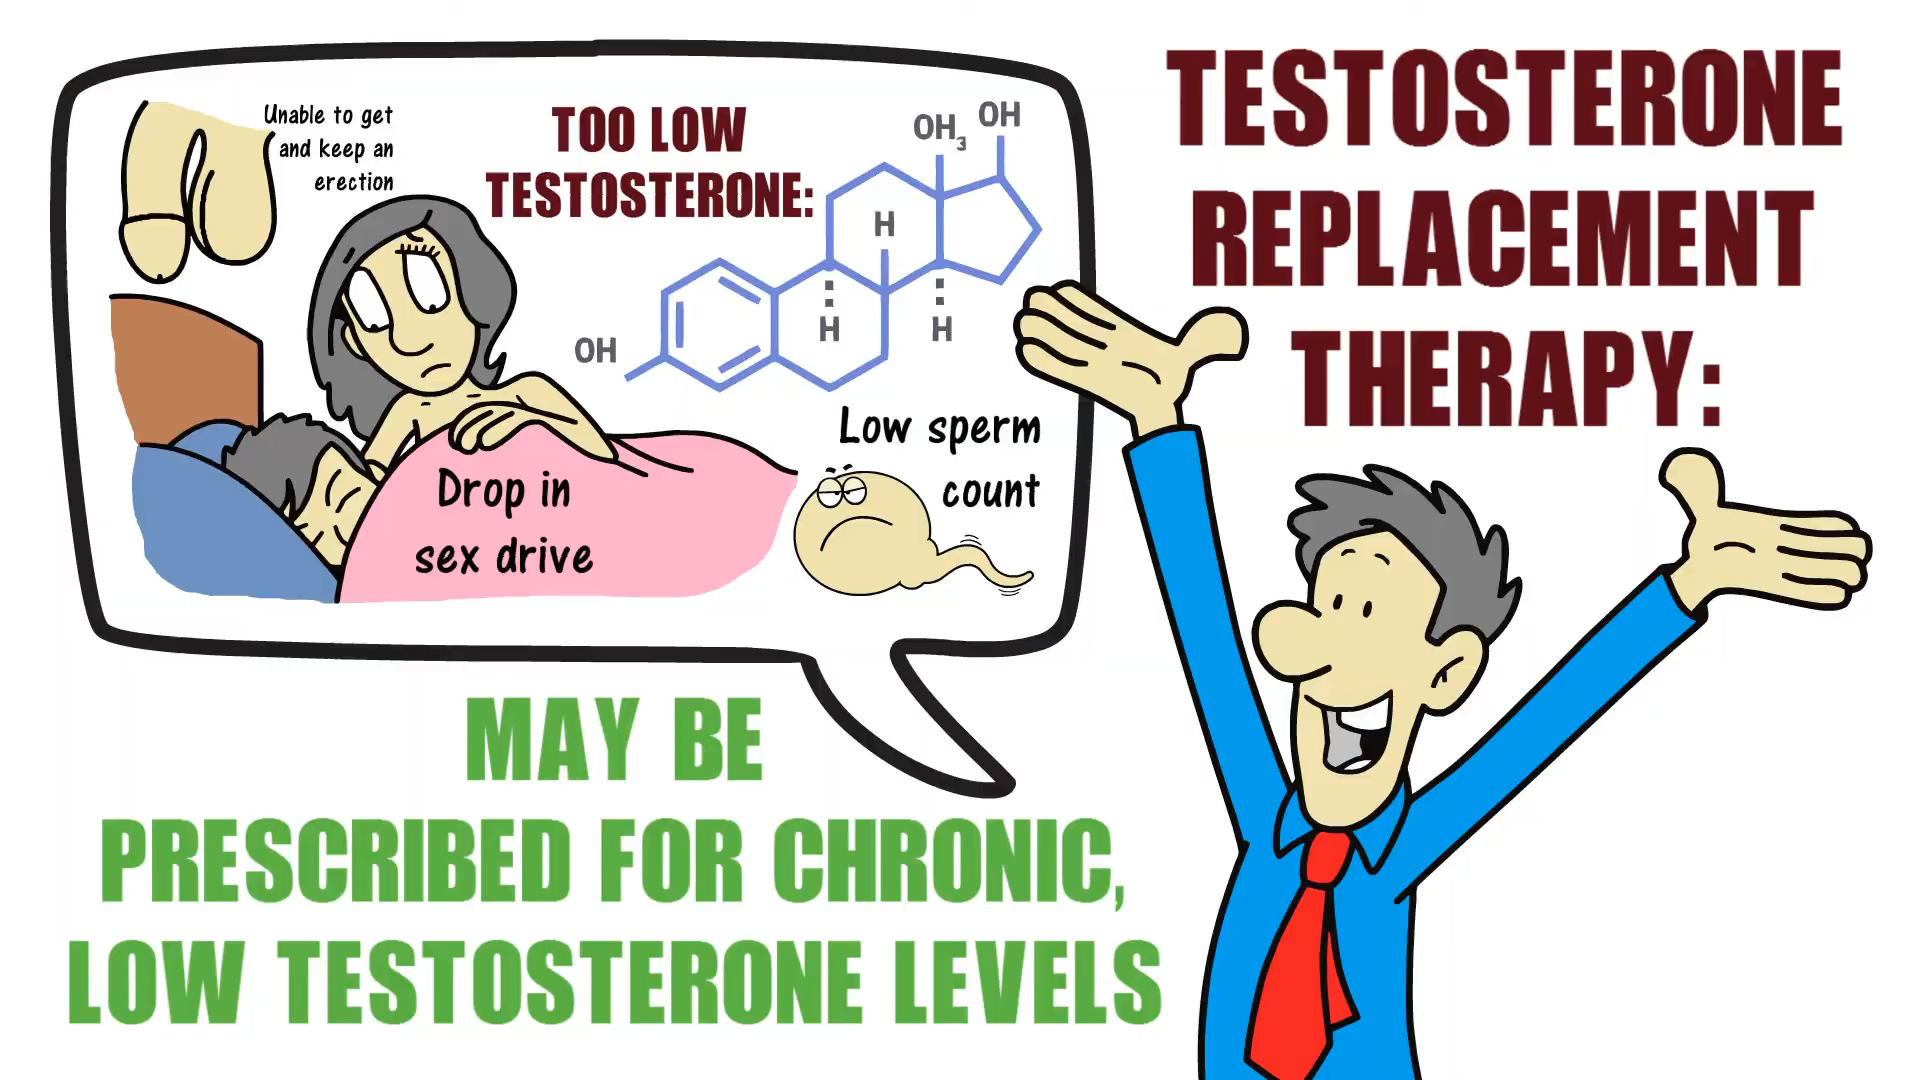 Unable to get
and keep an
erection
TOO LOW
TESTOSTERONE:
OH₃
OH
H
H
H
OH
Low sperm
count
Drop in
sex drive
TESTOSTERONE
REPLACEMENT
THERAPY:
MAY BE
PRESCRIBED FOR CHRONIC,
LOW TESTOSTERONE LEVELS